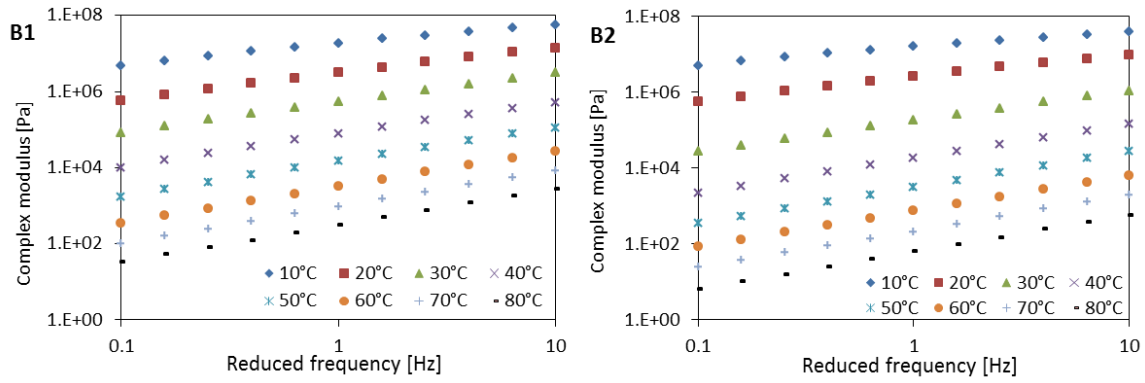 B1
Complex modulus [Pa]
1.E+08
1.E+06
1.E+04
1.E+02
1.E+00
10°C 20°C 30°C 40°C
50°C 60°C 70°C 80°C
0.1 1 10
Reduced frequency [Hz]
B2
Complex modulus [Pa]
1.E+08
1.E+06
1.E+04
1.E+02
1.E+00
10°C 20°C 30°C 40°C
50°C 60°C 70°C 80°C
0.1 1 10
Reduced frequency [Hz]